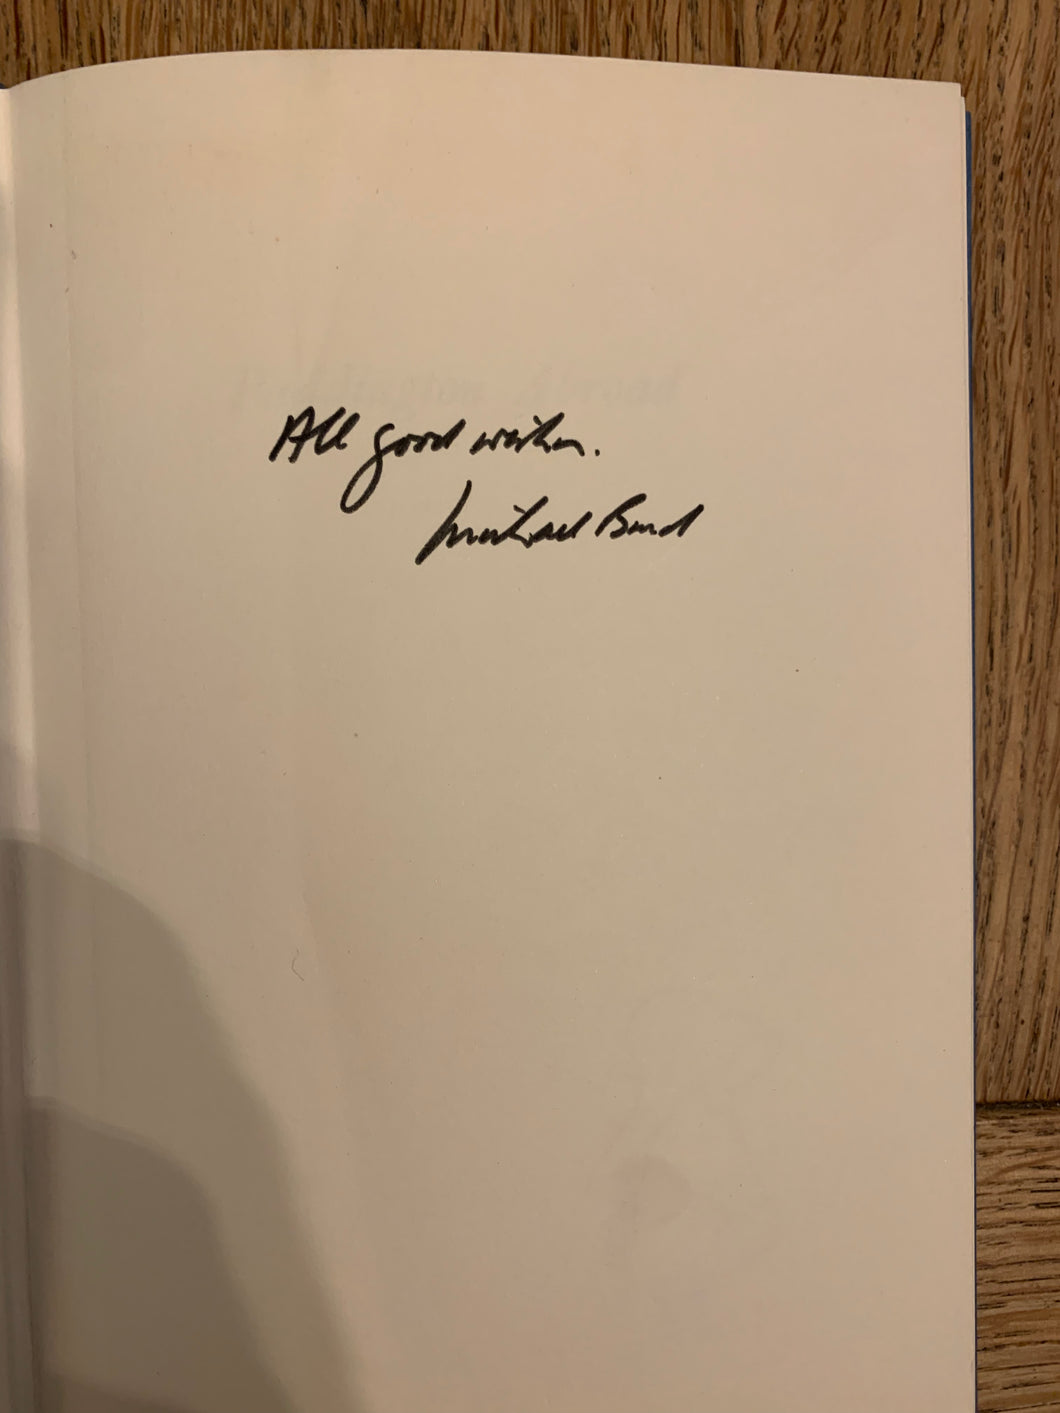 Paddington Abroad
All good wishes.
Michael Bond